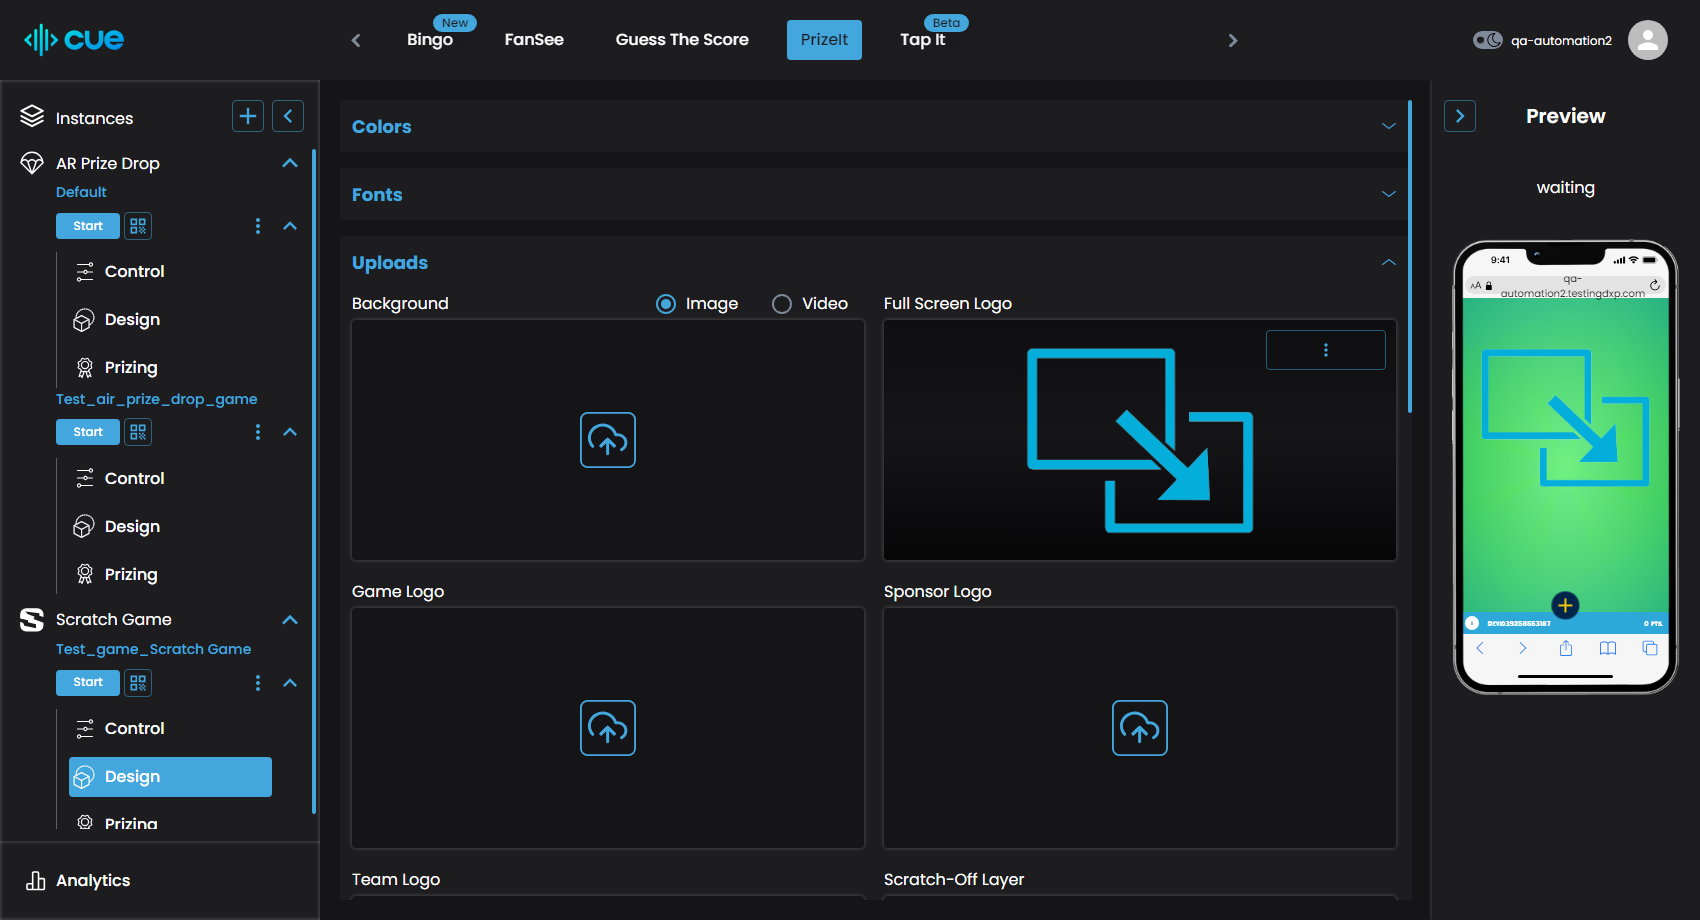 cue
Bingo
New
FanSee
Guess The Score
PrizeIt
Tap It
Beta
qa-automation2
Instances
AR Prize Drop
Default
Start
Control
Design
Prizing
Test_air_prize_drop_game
Start
Control
Design
Prizing
Scratch Game
Test_game_Scratch Game
Start
Control
Design
Prizing
Analytics
Colors
Fonts
Uploads
Background
Image
Video
Full Screen Logo
Game Logo
Sponsor Logo
Team Logo
Scratch-Off Layer
Preview
waiting
9:41
AA
qa-
automation2.testingdxp.com
0 PTS.